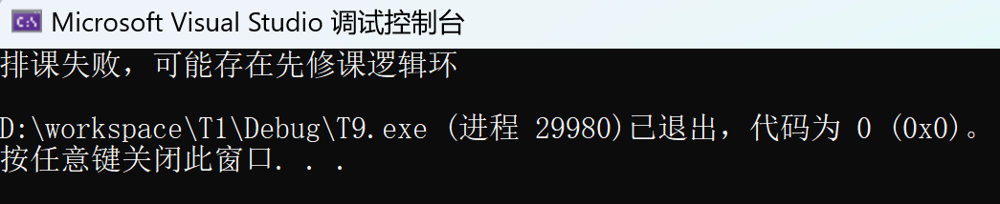 C:\
Microsoft Visual Studio 调试控制台
排课失败，可能存在先修课逻辑环
D:\workspace\T1\Debug\T9.exe (进程 29980)已退出，代码为 0 (0x0)。
按任意键关闭此窗口. . .